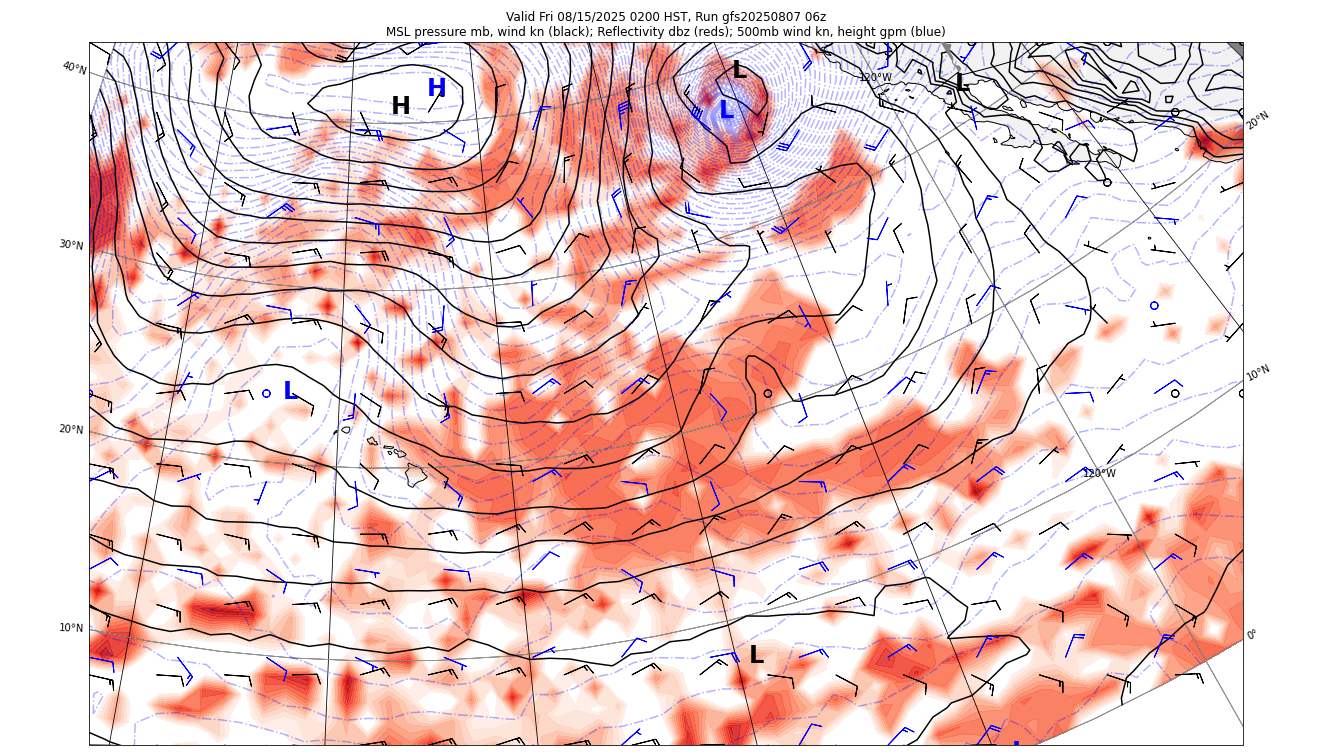 Valid Fri 08/15/2025 0200 HST, Run gfs20250807 06z
MSL pressure mb, wind kn (black); Reflectivity dbz (reds); 500mb wind kn, height gpm (blue)
40°N
H
H
L
L
120°W
L
20°N
30°N
L
10°N
20°N
120°W
10°N
L
0°
L